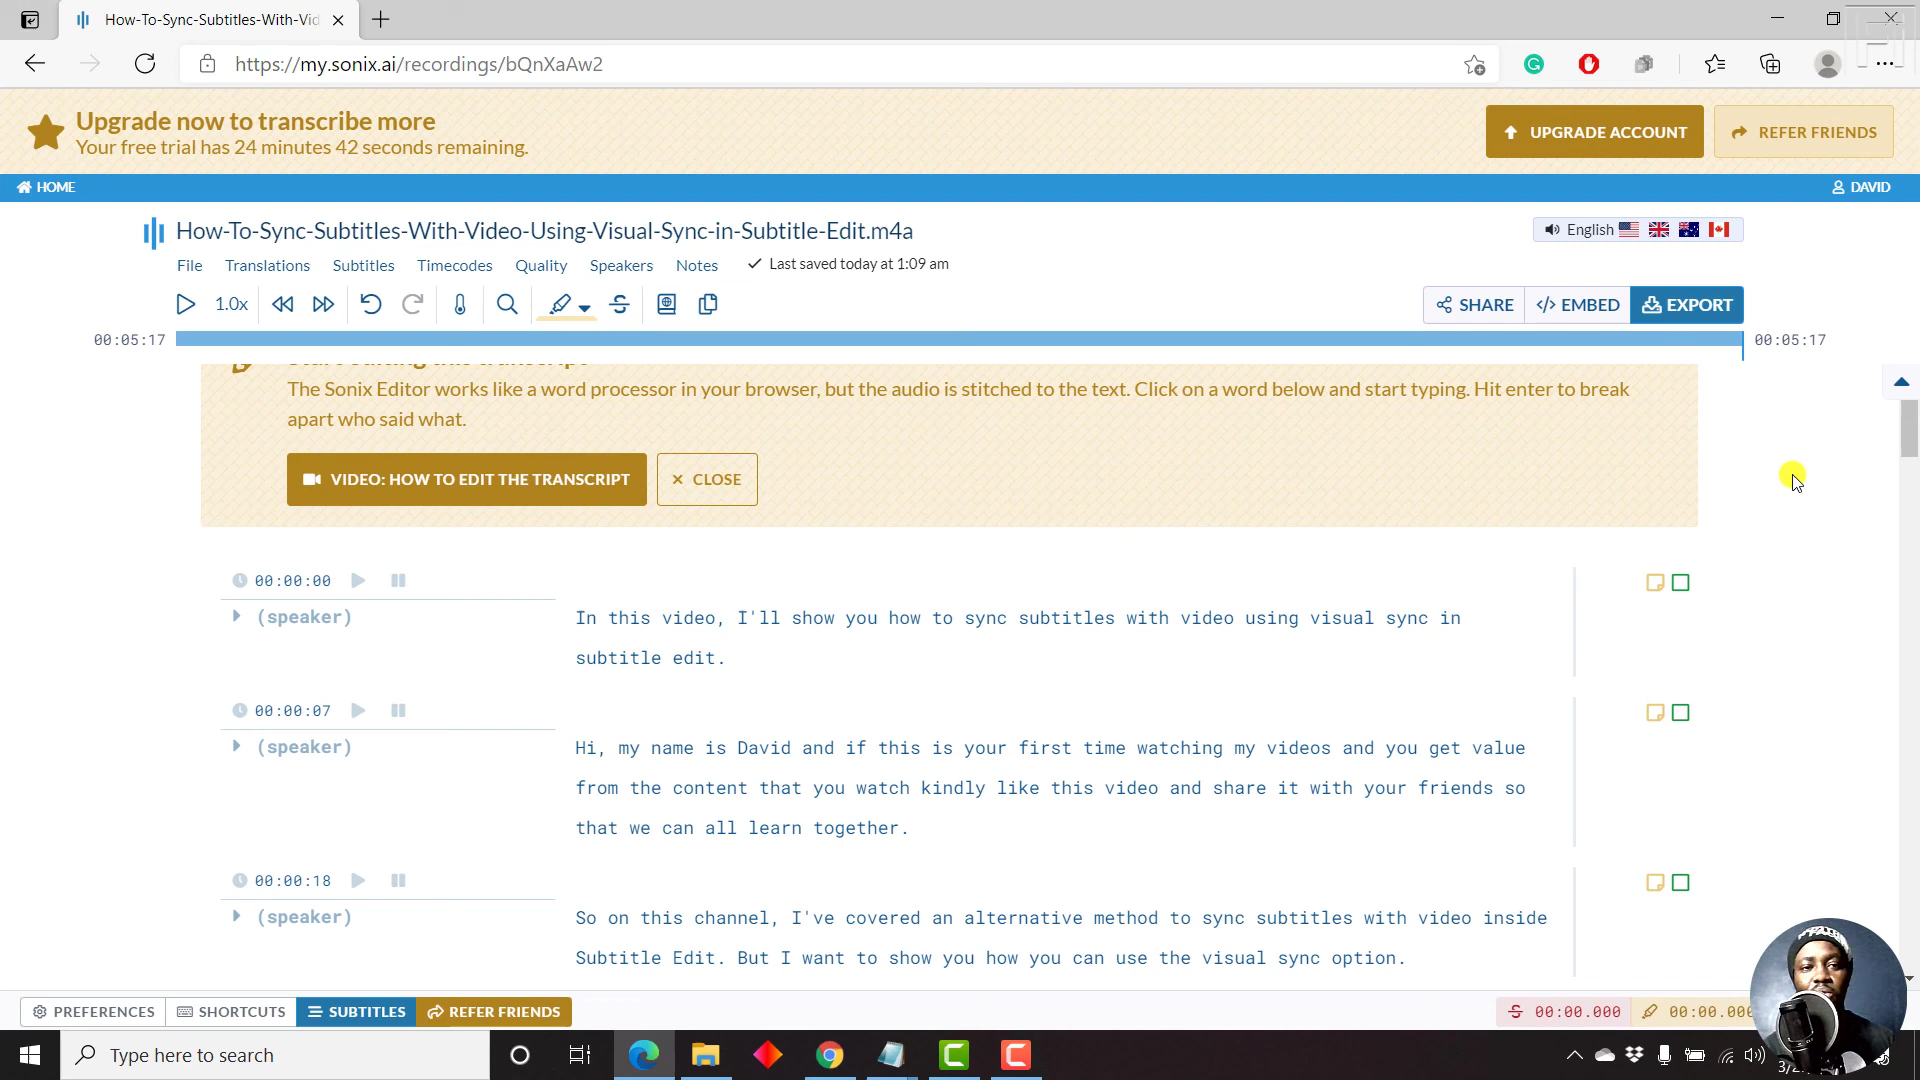 How-To-Sync-Subtitles-With-Vid
https://my.sonix.ai/recordings/bQnXaAw2
Upgrade now to transcribe more
Your free trial has 24 minutes 42 seconds remaining.
UPGRADE ACCOUNT
REFER FRIENDS
HOME
DAVID
How-To-Sync-Subtitles-With-Video-Using-Visual-Sync-in-Subtitle-Edit.m4a
English
File Translations Subtitles Timecodes Quality Speakers Notes Last saved today at 1:09 am
1.0x
SHARE </> EMBED EXPORT
00:05:17
00:05:17
Start editing this transcript
The Sonix Editor works like a word processor in your browser, but the audio is stitched to the text. Click on a word below and start typing. Hit enter to break
apart who said what.
VIDEO: HOW TO EDIT THE TRANSCRIPT
× CLOSE
00:00:00
(speaker)
In this video, I'll show you how to sync subtitles with video using visual sync in
subtitle edit.
00:00:07
(speaker)
Hi, my name is David and if this is your first time watching my videos and you get value
from the content that you watch kindly like this video and share it with your friends so
that we can all learn together.
00:00:18
(speaker)
So on this channel, I've covered an alternative method to sync subtitles with video inside
Subtitle Edit. But I want to show you how you can use the visual sync option.
PREFERENCES SHORTCUTS SUBTITLES REFER FRIENDS
00:00.000
00:00.000
Type here to search